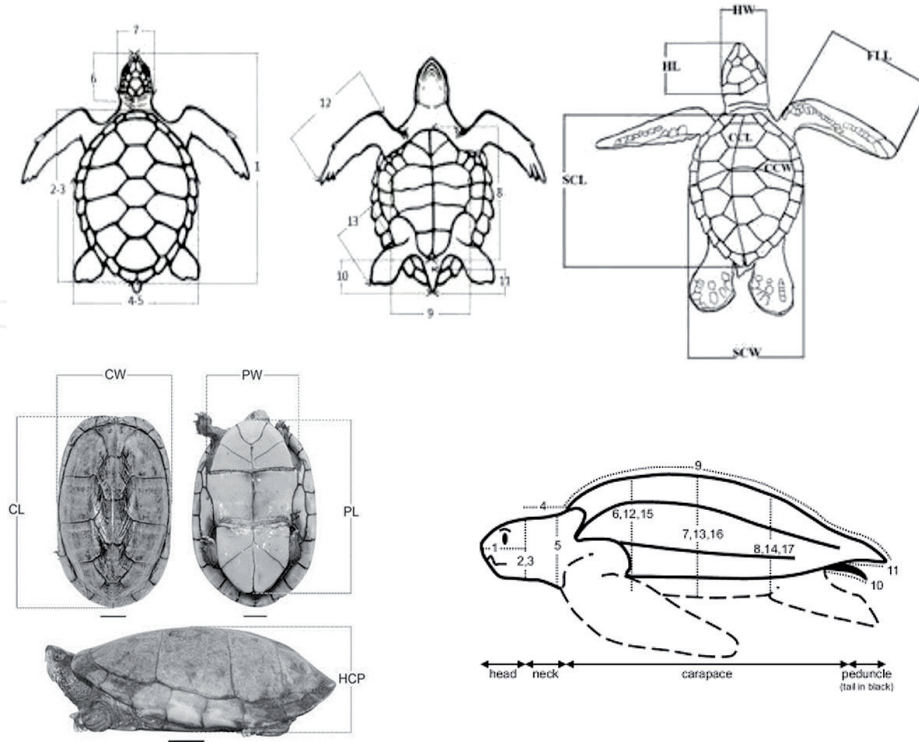 7
6
1
2-3
4-5
12
8
13
10
11
9
HW
HL
FLL
CCL
CCW
SCL
SCW
CW
PW
CL
PL
HCP
9
4
6,12,15
7,13,16
8,14,17
1
2,3
5
11
10
head neck carapace peduncle
(tail in black)